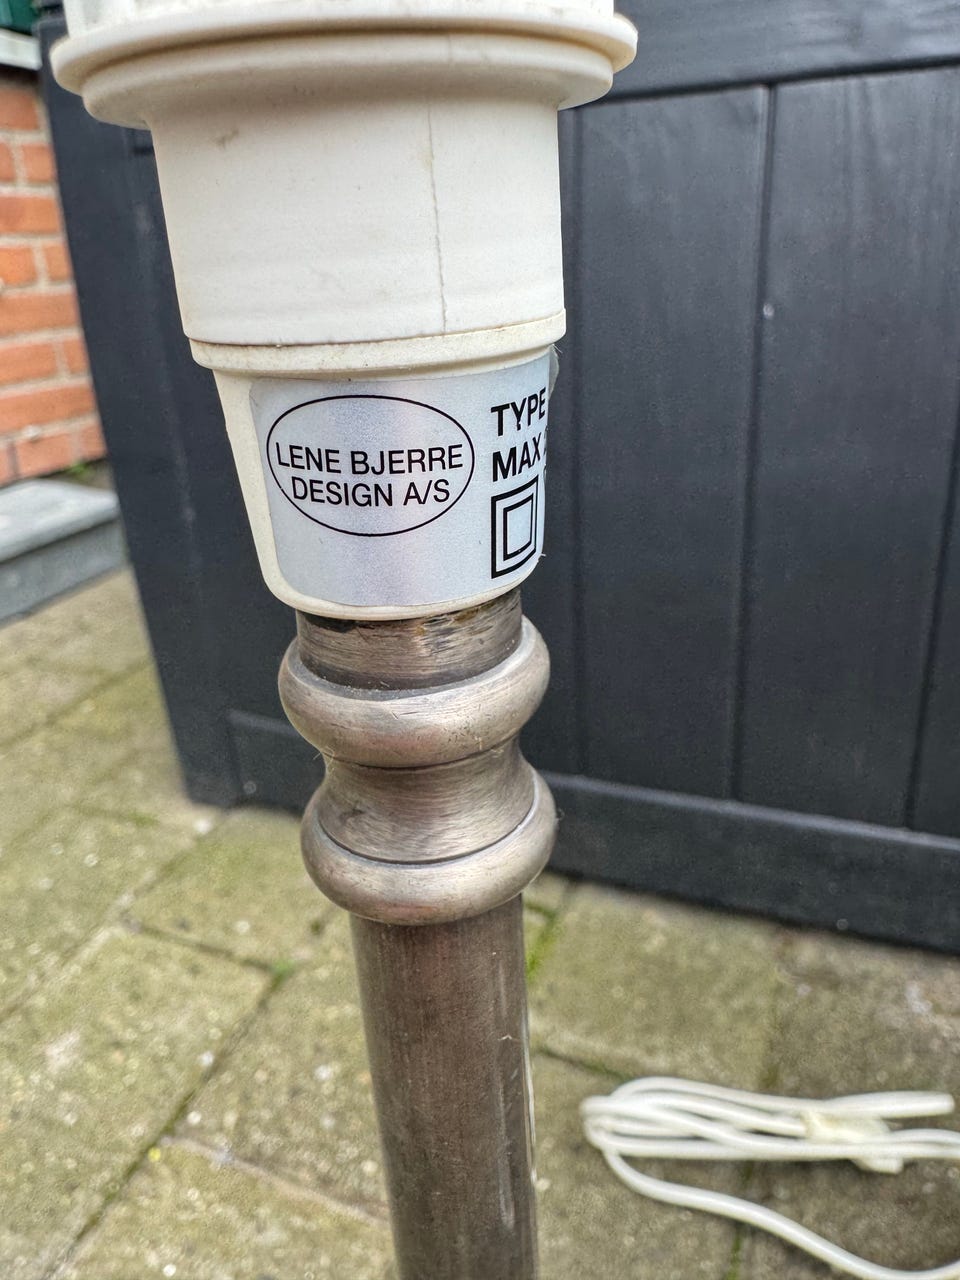 LENE BJERRE
DESIGN A/S
TYPE
MAX